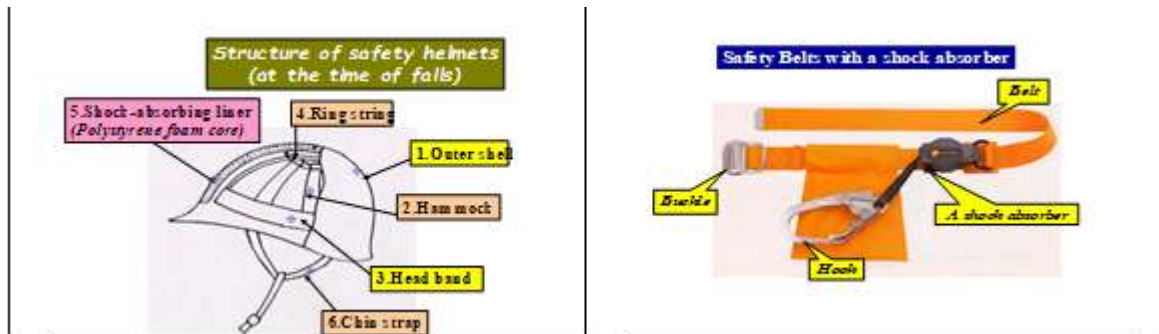 Structure of safety helmets
(at the time of falls)
5.Shock-absorbing liner
(Polystyrene foam core)
4.Ring string
1.Outer shell
2.Hammock
3.Head band
6.Chin strap
Safety Belts with a shock absorber
Belt
Buckle
A shock absorber
Hook